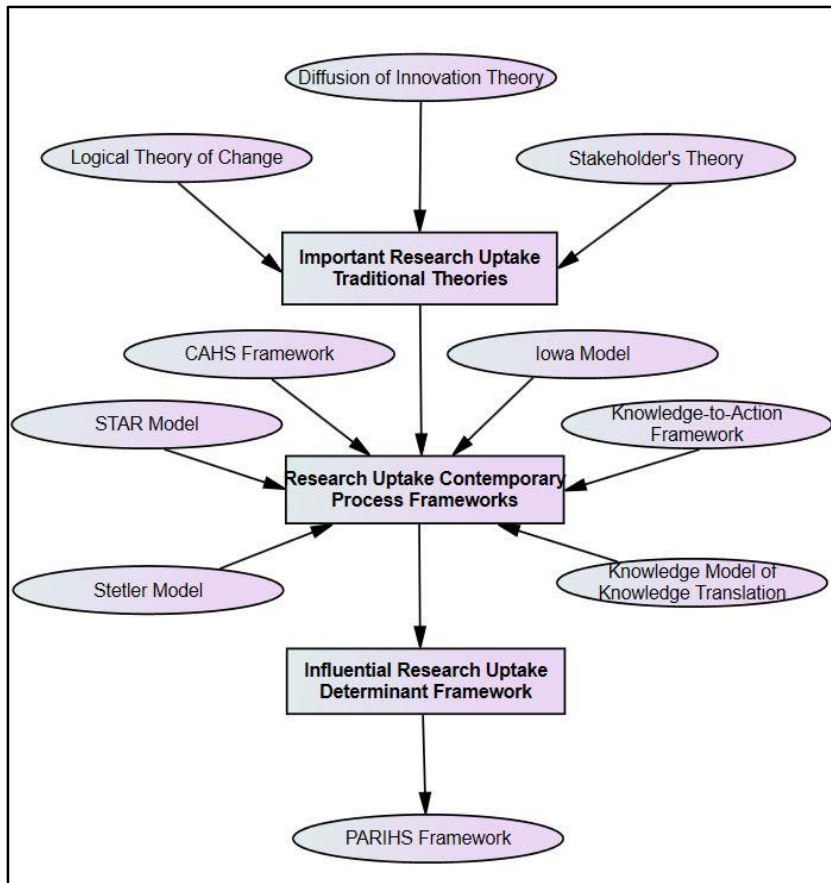 Diffusion of Innovation Theory
Logical Theory of Change
Stakeholder's Theory
Important Research Uptake
Traditional Theories
CAHS Framework
Iowa Model
STAR Model
Knowledge-to-Action
Framework
Research Uptake Contemporary
Process Frameworks
Stetler Model
Knowledge Model of
Knowledge Translation
Influential Research Uptake
Determinant Framework
PARIHS Framework